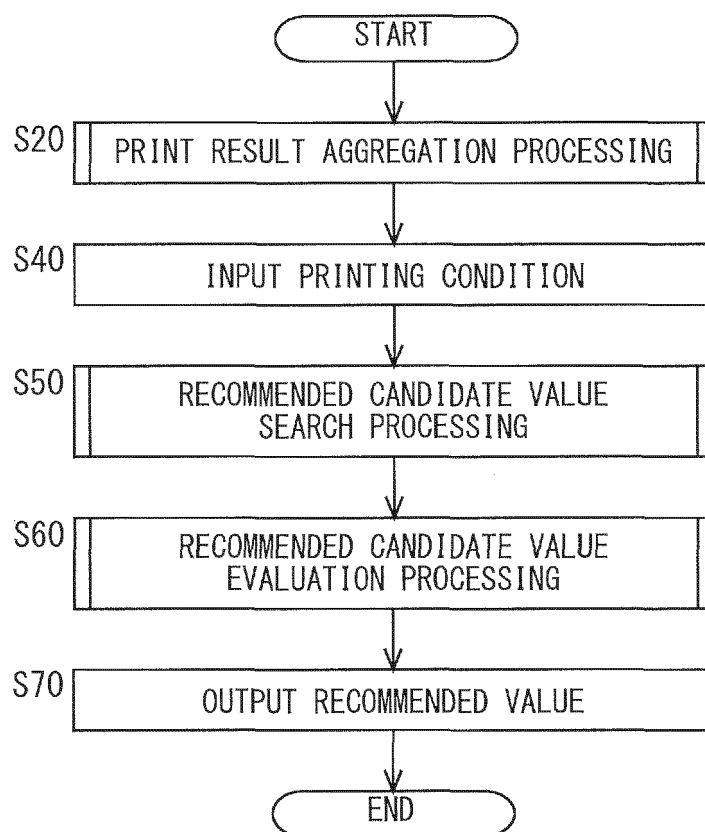 START
S20 PRINT RESULT AGGREGATION PROCESSING
S40 INPUT PRINTING CONDITION
S50 RECOMMENDED CANDIDATE VALUE
SEARCH PROCESSING
S60 RECOMMENDED CANDIDATE VALUE
EVALUATION PROCESSING
S70 OUTPUT RECOMMENDED VALUE
END